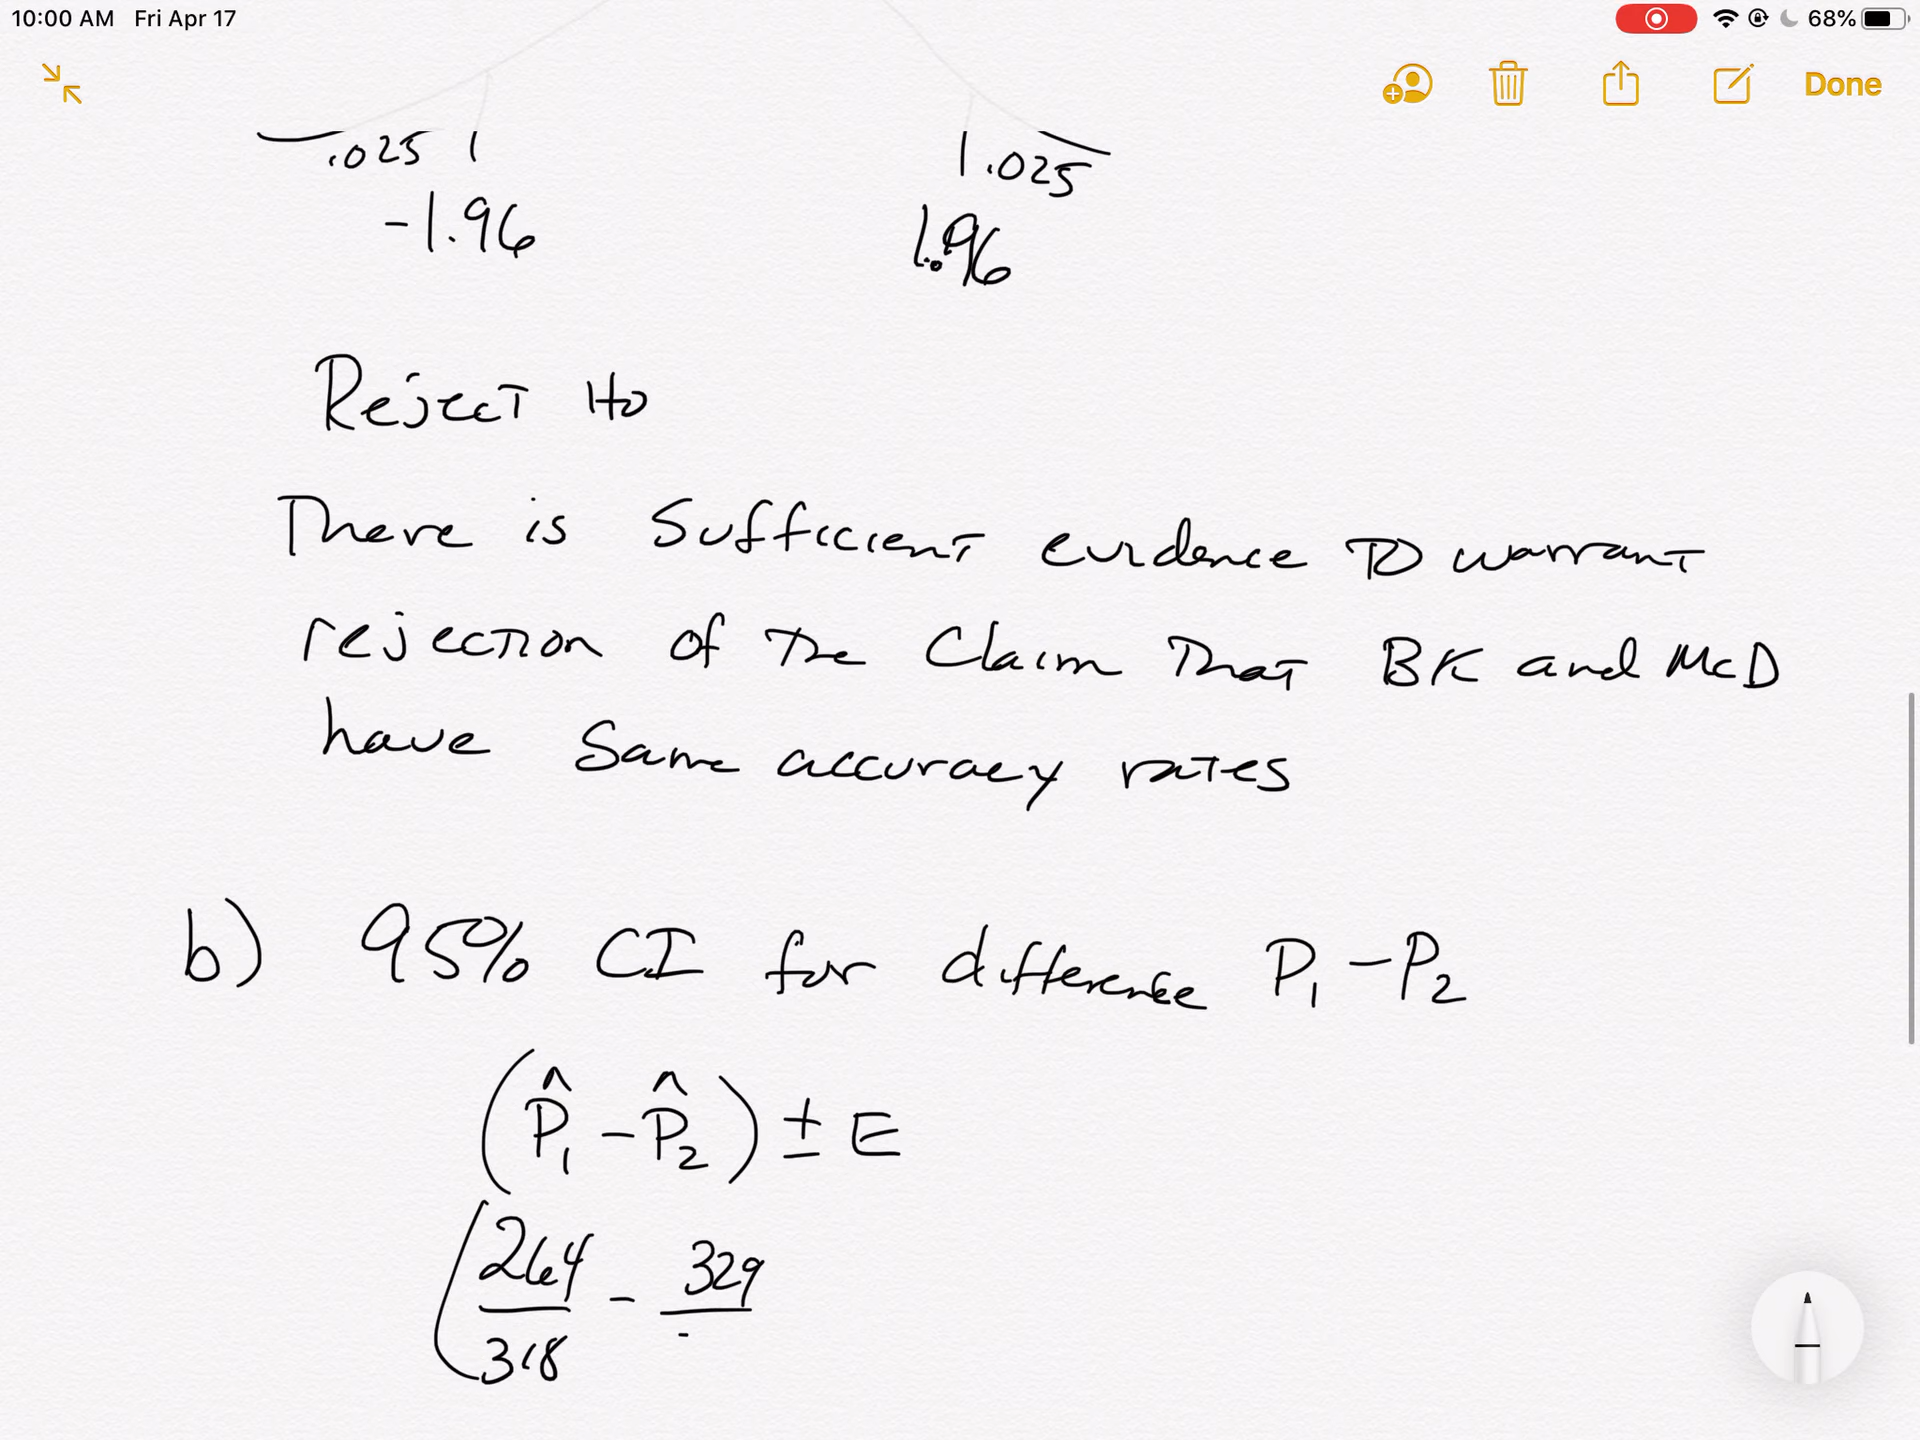 10:00 AM Fri Apr 17 68%
Done
.025 .025
-1.96 1.96
Reject Ho
There is sufficient evidence to warrant
rejection of the claim that BK and McD
have same accuracy rates
b) 95% CI for difference P₁ - P₂
(P̂₁ - P̂₂) ± E
(264/318 - 329/